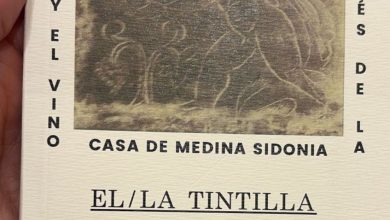 Y EL VINO
ÉS DE LA
CASA DE MEDINA SIDONIA
EL/LA TINTILLA